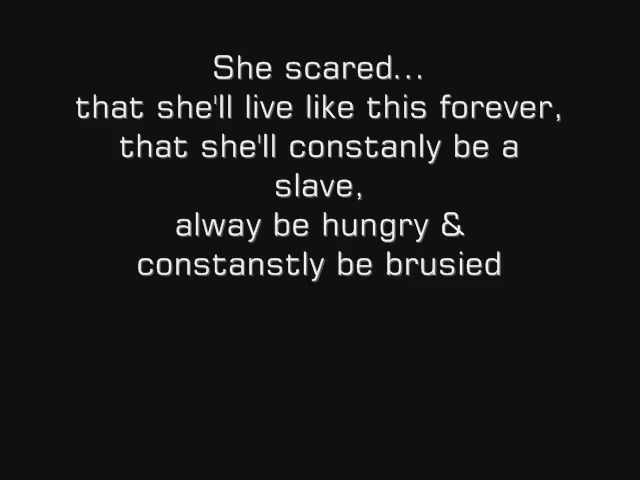 She scared...
that she'll live like this forever,
that she'll constanly be a
slave,
alway be hungry &
constanstly be brusied